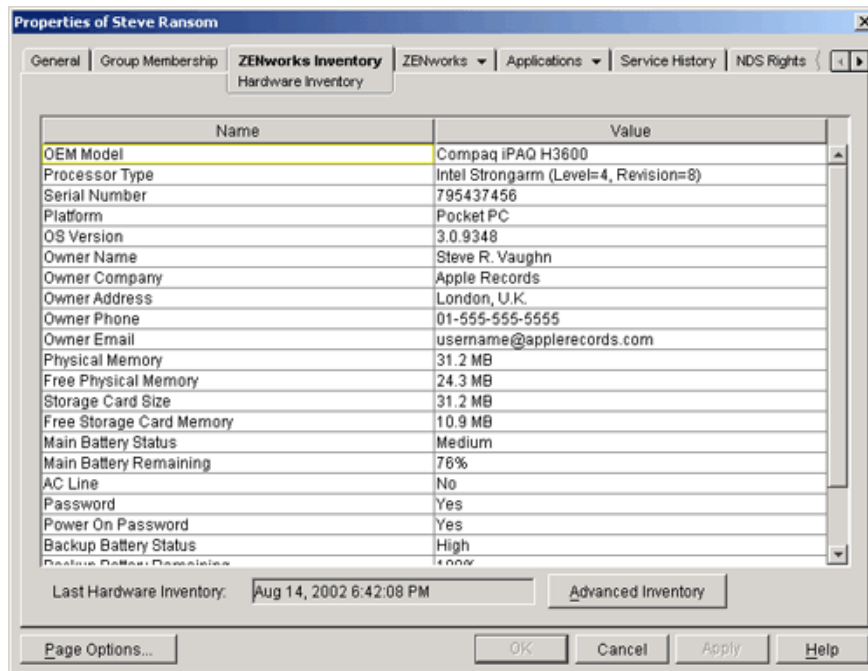 Properties of Steve Ransom
General Group Membership ZENworks Inventory ZENworks Applications Service History NDS Rights
Hardware Inventory
Name Value
OEM Model Compaq iPAQ H3600
Processor Type Intel Strongarm (Level=4, Revision=8)
Serial Number 795437456
Platform Pocket PC
OS Version 3.0.9348
Owner Name Steve R. Vaughn
Owner Company Apple Records
Owner Address London, U.K.
Owner Phone 01-555-555-5555
Owner Email username@applerecords.com
Physical Memory 31.2 MB
Free Physical Memory 24.3 MB
Storage Card Size 31.2 MB
Free Storage Card Memory 10.9 MB
Main Battery Status Medium
Main Battery Remaining 76%
AC Line No
Password Yes
Power On Password Yes
Backup Battery Status High
Backup Battery Remaining 100%
Last Hardware Inventory: Aug 14, 2002 6:42:08 PM Advanced Inventory
Page Options... OK Cancel Apply Help